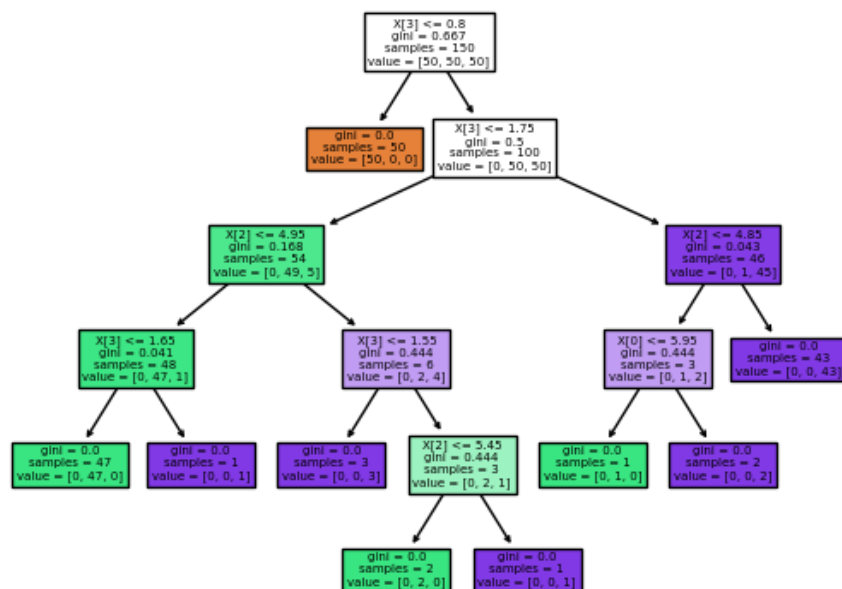 X[3] <= 0.8
gini = 0.667
samples = 150
value = [50, 50, 50]
gini = 0.0
samples = 50
value = [50, 0, 0]
X[3] <= 1.75
gini = 0.5
samples = 100
value = [0, 50, 50]
X[2] <= 4.95
gini = 0.168
samples = 54
value = [0, 49, 5]
X[2] <= 4.85
gini = 0.043
samples = 46
value = [0, 1, 45]
X[3] <= 1.65
gini = 0.041
samples = 48
value = [0, 47, 1]
X[3] <= 1.55
gini = 0.444
samples = 6
value = [0, 2, 4]
X[0] <= 5.95
gini = 0.444
samples = 3
value = [0, 1, 2]
gini = 0.0
samples = 43
value = [0, 0, 43]
gini = 0.0
samples = 47
value = [0, 47, 0]
gini = 0.0
samples = 1
value = [0, 0, 1]
gini = 0.0
samples = 3
value = [0, 0, 3]
X[2] <= 5.45
gini = 0.444
samples = 3
value = [0, 2, 1]
gini = 0.0
samples = 1
value = [0, 1, 0]
gini = 0.0
samples = 2
value = [0, 0, 2]
gini = 0.0
samples = 2
value = [0, 2, 0]
gini = 0.0
samples = 1
value = [0, 0, 1]